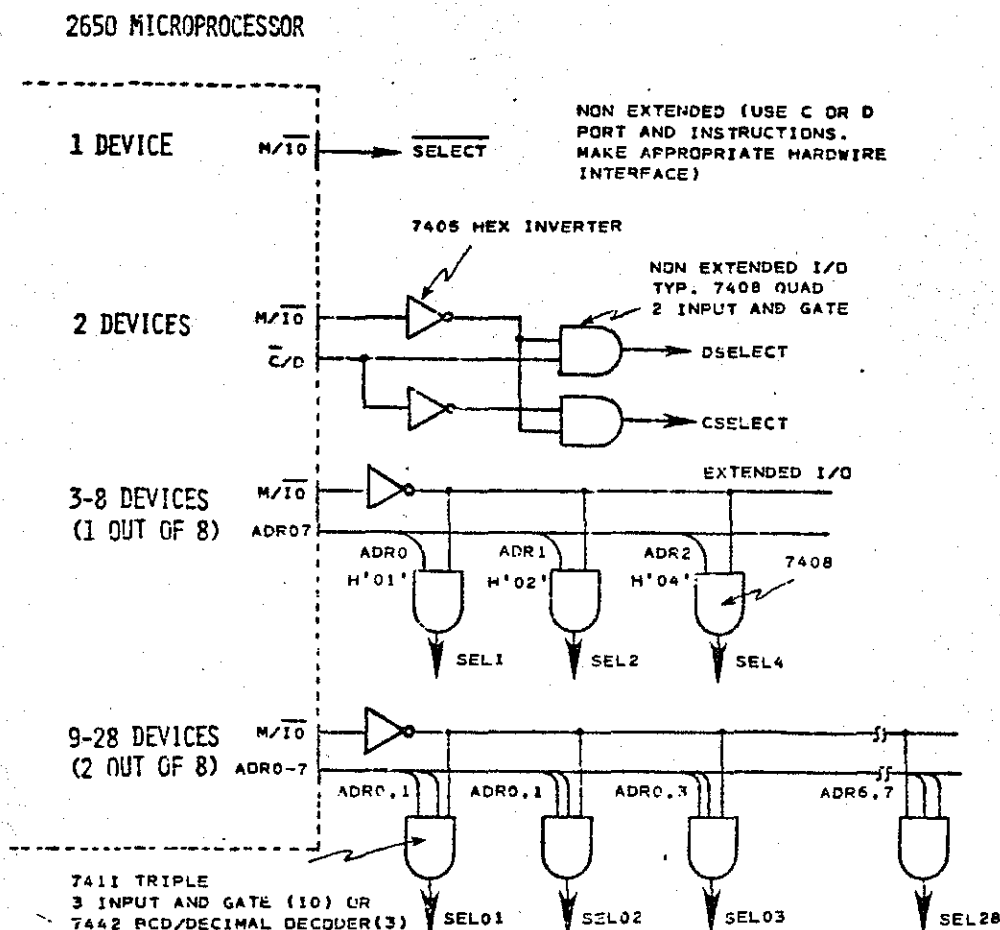 2650 MICROPROCESSOR
1 DEVICE
M/IO
SELECT
NON EXTENDED (USE C OR D
PORT AND INSTRUCTIONS.
MAKE APPROPRIATE HARDWIRE
INTERFACE)
7405 HEX INVERTER
NON EXTENDED I/O
TYP. 7408 QUAD
2 INPUT AND GATE
2 DEVICES
M/IO
C/D
DSELECT
CSELECT
3-8 DEVICES
(1 OUT OF 8)
M/IO
EXTENDED I/O
ADR07
ADR0
H'01'
ADR1
H'02'
ADR2
H'04'
7408
SEL1
SEL2
SEL4
9-28 DEVICES
(2 OUT OF 8)
M/IO
ADR0-7
ADR0,1
ADR0,1
ADR0,3
ADR6,7
7411 TRIPLE
3 INPUT AND GATE (10) OR
7442 BCD/DECIMAL DECODER(3)
SEL01
SEL02
SEL03
SEL28